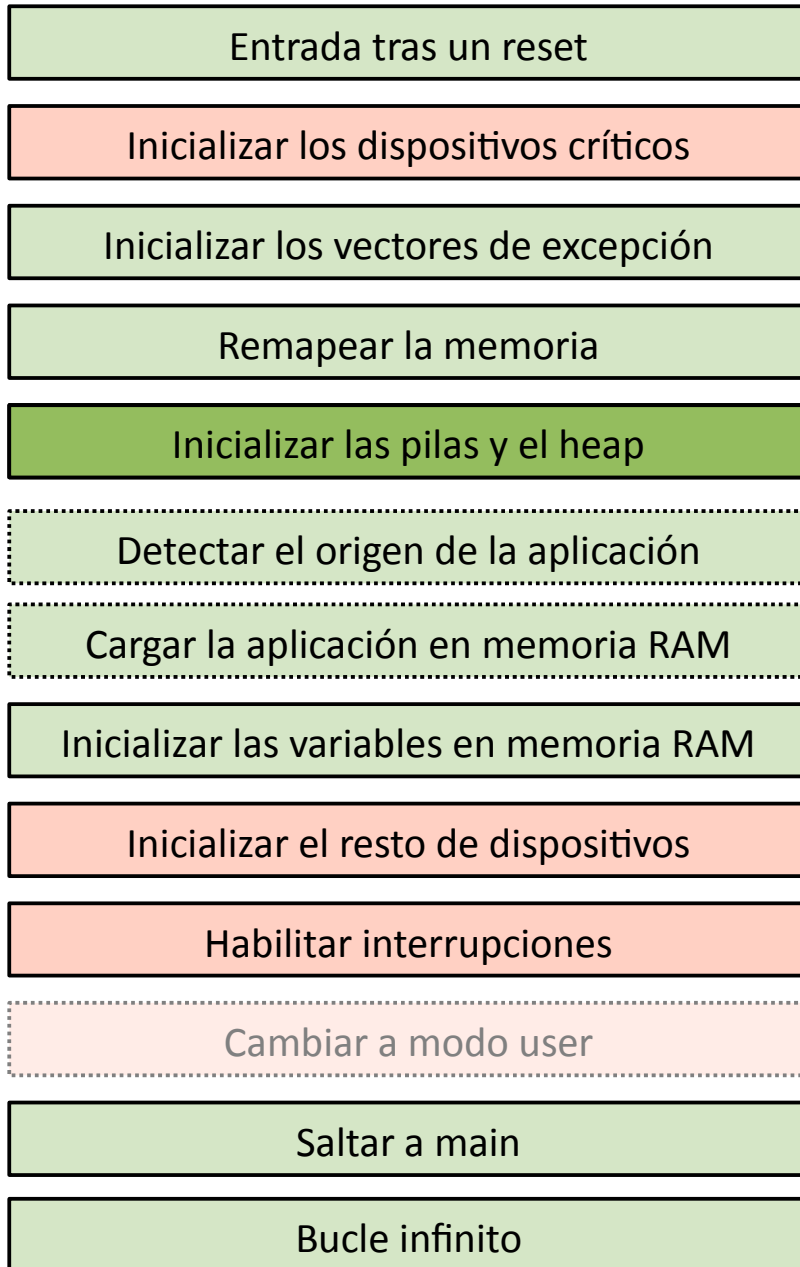 Entrada tras un reset
Inicializar los dispositivos críticos
Inicializar los vectores de excepción
Remapear la memoria
Inicializar las pilas y el heap
Detectar el origen de la aplicación
Cargar la aplicación en memoria RAM
Inicializar las variables en memoria RAM
Inicializar el resto de dispositivos
Habilitar interrupciones
Cambiar a modo user
Saltar a main
Bucle infinito